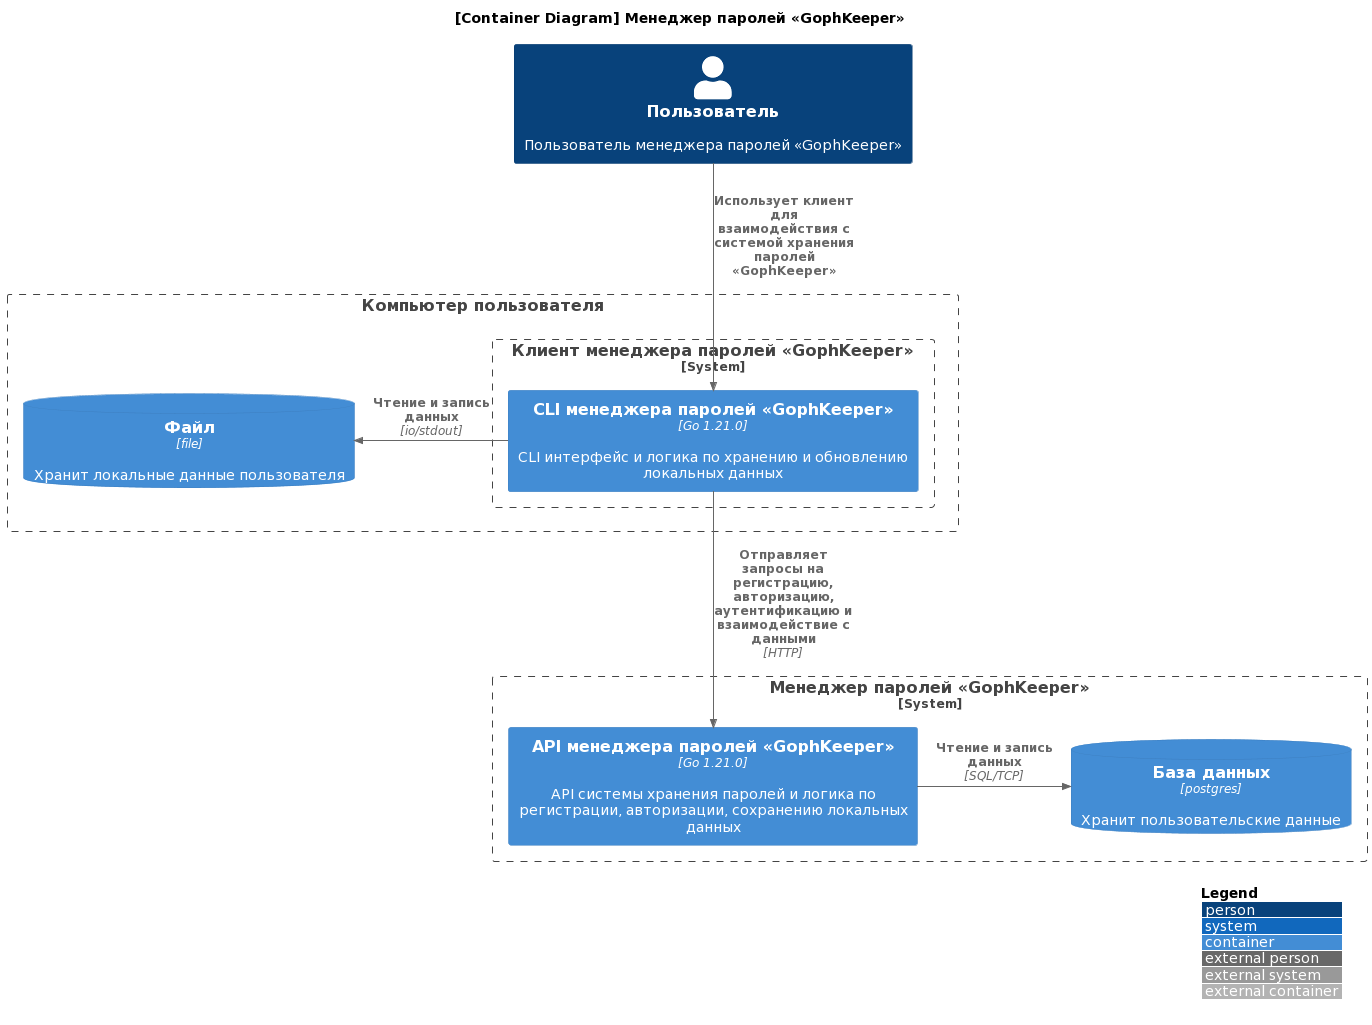 [Container Diagram] Менеджер паролей «GophKeeper»
Пользователь
Пользователь менеджера паролей «GophKeeper»
Использует клиент
для
взаимодействия с
системой хранения
паролей
«GophKeeper»
Компьютер пользователя
Клиент менеджера паролей «GophKeeper»
[System]
Файл
[file]
Хранит локальные данные пользователя
Чтение и запись
данных
[io/stdout]
CLI менеджера паролей «GophKeeper»
[Go 1.21.0]
CLI интерфейс и логика по хранению и обновлению
локальных данных
Отправляет
запросы на
регистрацию,
авторизацию,
аутентификацию и
взаимодействие с
данными
[HTTP]
Менеджер паролей «GophKeeper»
[System]
API менеджера паролей «GophKeeper»
[Go 1.21.0]
API системы хранения паролей и логика по
регистрации, авторизации, сохранению локальных
данных
Чтение и запись
данных
[SQL/TCP]
База данных
[postgres]
Хранит пользовательские данные
Legend
person
system
container
external person
external system
external container